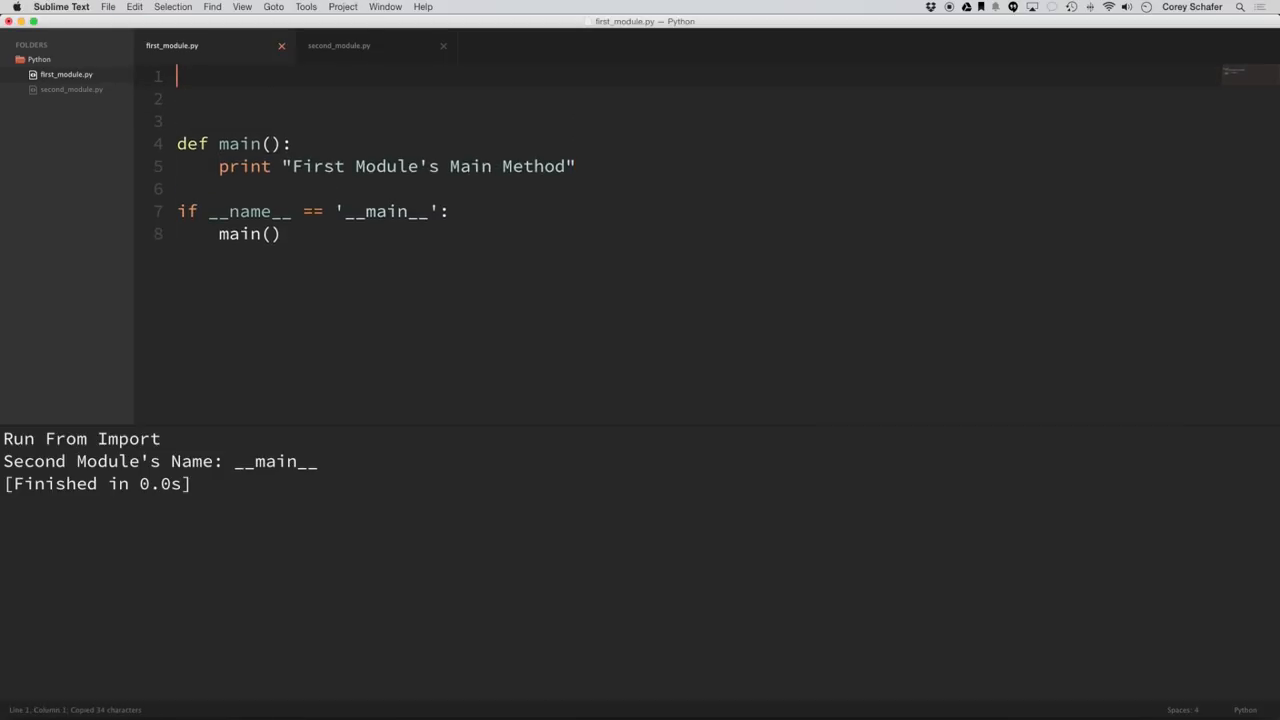 Sublime Text File Edit Selection Find View Goto Tools Project Window Help Corey Schafer
first_module.py — Python
FOLDERS
Python
first_module.py
second_module.py
first_module.py second_module.py
1
2
3
4 def main():
5 print "First Module's Main Method"
6
7 if __name__ == '__main__':
8 main()
Run From Import
Second Module's Name: __main__
[Finished in 0.0s]
Line 1, Column 1; Copied 34 characters Spaces: 4 Python